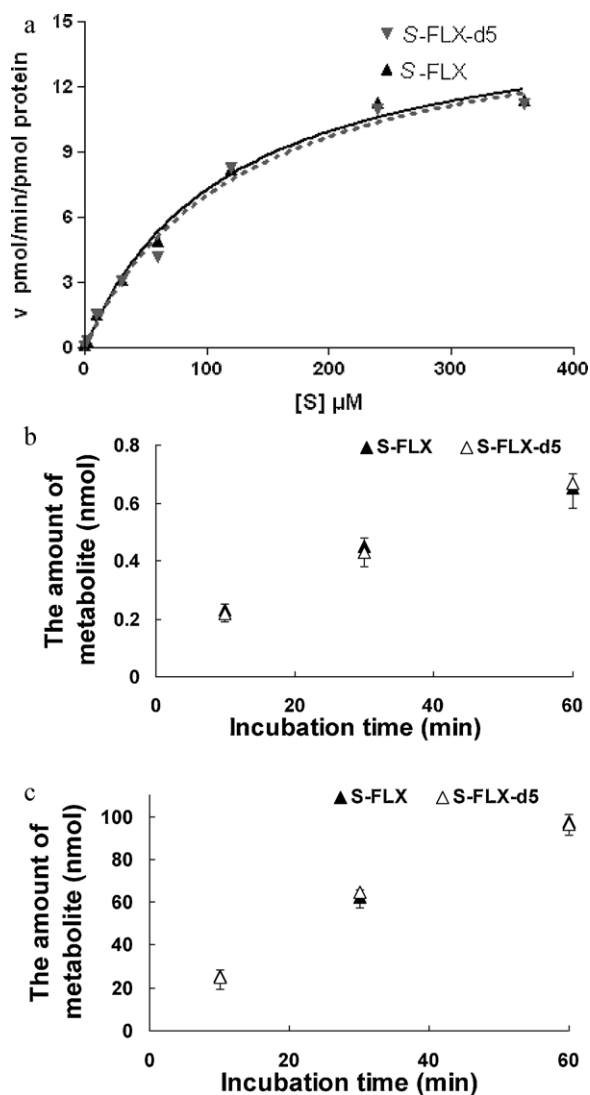 a
15
12
9
6
3
0
v pmol/min/pmol protein
S-FLX-d5
S-FLX
0 100 200 300 400
[S] µM
b
0.8
0.6
0.4
0.2
0
The amount of
metabolite (nmol)
S-FLX S-FLX-d5
0 20 40 60
Incubation time (min)
c
100
80
60
40
20
0
The amount of
metabolite (nmol)
S-FLX S-FLX-d5
0 20 40 60
Incubation time (min)